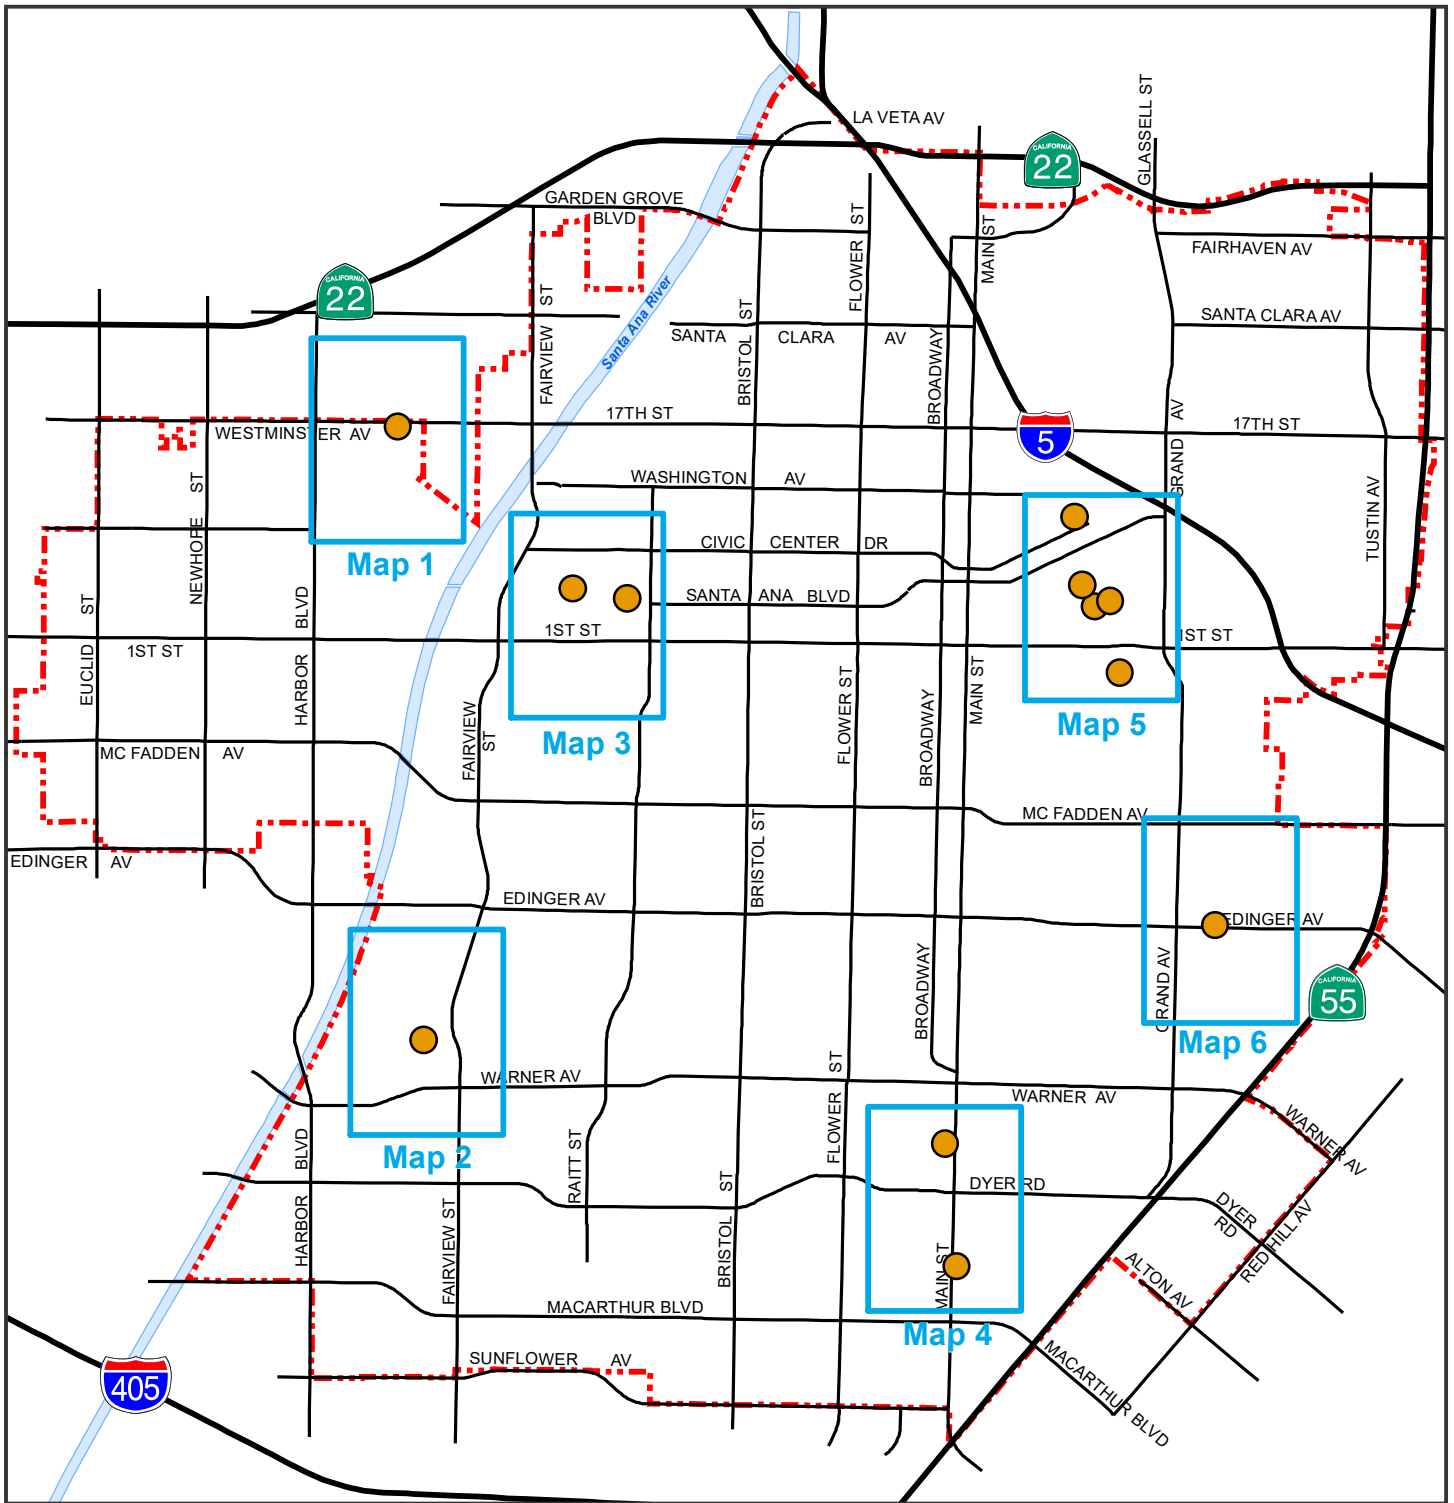 LA VETA AV
GLASSELL ST
CALIFORNIA
22
GARDEN GROVE
BLVD
FLOWER ST
MAIN ST
FAIRHAVEN AV
CALIFORNIA
22
FAIRVIEW ST
Santa Ana River
BRISTOL ST
SANTA CLARA AV
BROADWAY
SANTA CLARA AV
17TH ST
WESTMINSTER AV
5
GRAND AV
17TH ST
NEWHOPE ST
WASHINGTON AV
TUSTIN AV
Map 1
CIVIC CENTER DR
EUCLID ST
HARBOR BLVD
SANTA ANA BLVD
1ST ST
1ST ST
1ST ST
FAIRVIEW
ST
Map 3
FLOWER ST
BROADWAY
MAIN ST
Map 5
MC FADDEN AV
MC FADDEN AV
EDINGER AV
BRISTOL ST
EDINGER AV
EDINGER AV
BROADWAY
GRAND AV
CALIFORNIA
55
Map 6
WARNER AV
FLOWER ST
WARNER AV
WARNER AV
Map 2
HARBOR BLVD
RAITT ST
BRISTOL ST
DYER RD
DYER
RD
RED HILL AV
FAIRVIEW ST
MAIN ST
ALTON AV
MACARTHUR BLVD
Map 4
MACARTHUR BLVD
SUNFLOWER AV
405